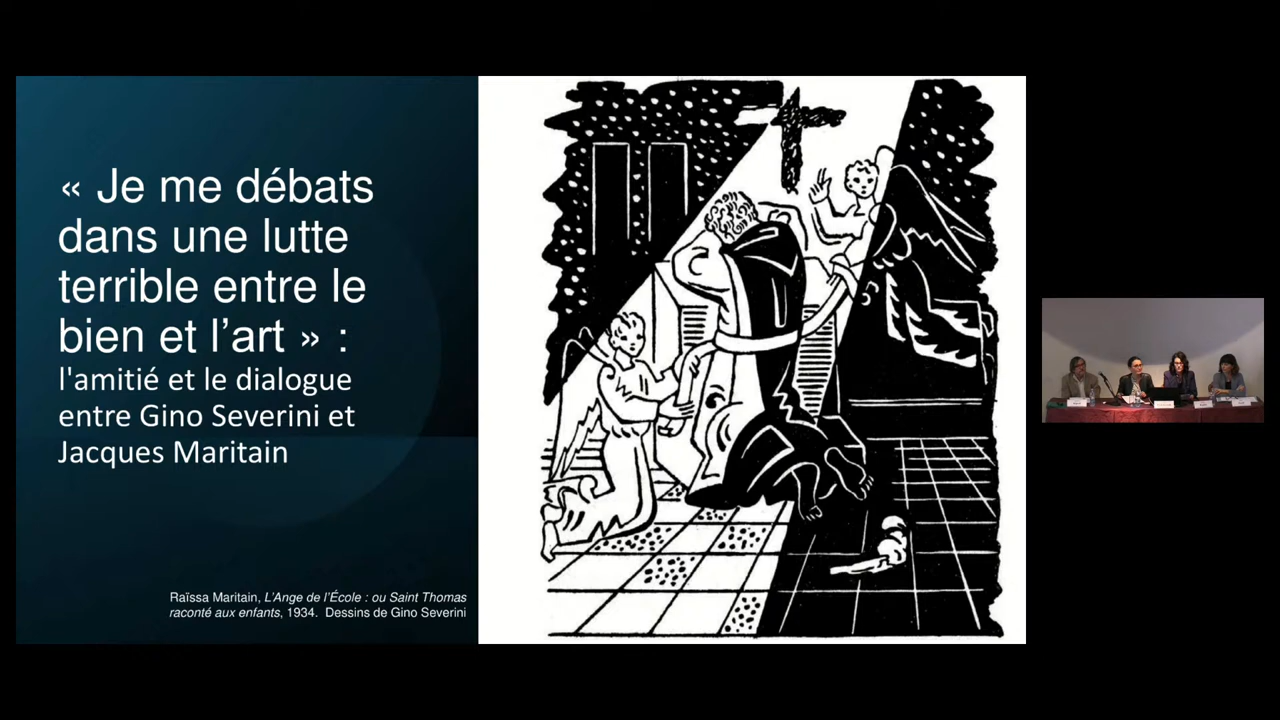 « Je me débats
dans une lutte
terrible entre le
bien et l’art » :
l'amitié et le dialogue
entre Gino Severini et
Jacques Maritain
Raïssa Maritain, L’Ange de l’École : ou Saint Thomas
raconté aux enfants, 1934.  Dessins de Gino Severini